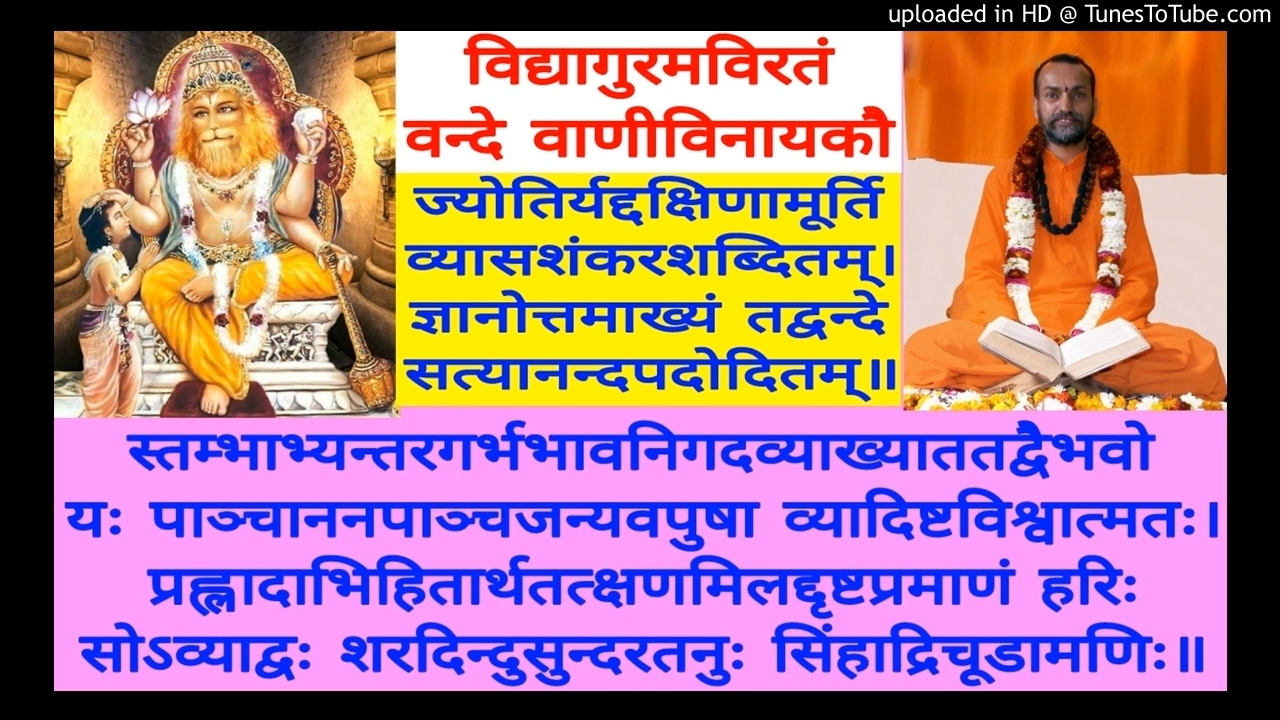 uploaded in HD @ TunesToTube.com
विद्यागुरमविरतं
वन्दे वाणीविनायकौ
ज्योतिर्यद्दक्षिणामूर्ति
व्यासशंकरशब्दितम्।
ज्ञानोत्तमाख्यं तद्वन्दे
सत्यानन्दपदोदितम्॥
स्तम्भाभ्यन्तरगर्भभावनिगदव्याख्याततद्वैभवो
यः पाञ्चाननपाञ्चजन्यवपुषा व्यादिष्टविश्वात्मतः।
प्रह्लादाभिहितार्थतत्क्षणमिलद्दृष्टप्रमाणं हरिः
सोऽव्याद्वः शरदिन्दुसुन्दरतनुः सिंहाद्रिचूडामणिः॥